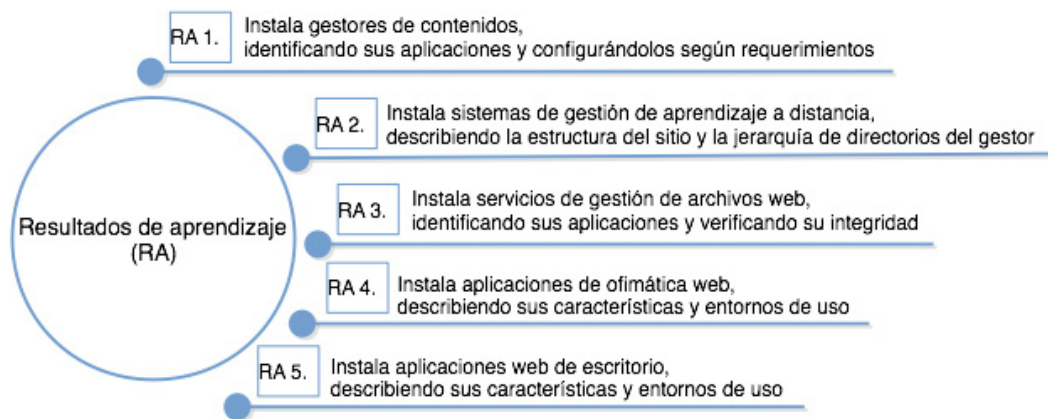 RA 1.
Instala gestores de contenidos,
identificando sus aplicaciones y configurándolos según requerimientos
RA 2.
Instala sistemas de gestión de aprendizaje a distancia,
describiendo la estructura del sitio y la jerarquía de directorios del gestor
Resultados de aprendizaje
(RA)
RA 3.
Instala servicios de gestión de archivos web,
identificando sus aplicaciones y verificando su integridad
RA 4.
Instala aplicaciones de ofimática web,
describiendo sus características y entornos de uso
RA 5.
Instala aplicaciones web de escritorio,
describiendo sus características y entornos de uso